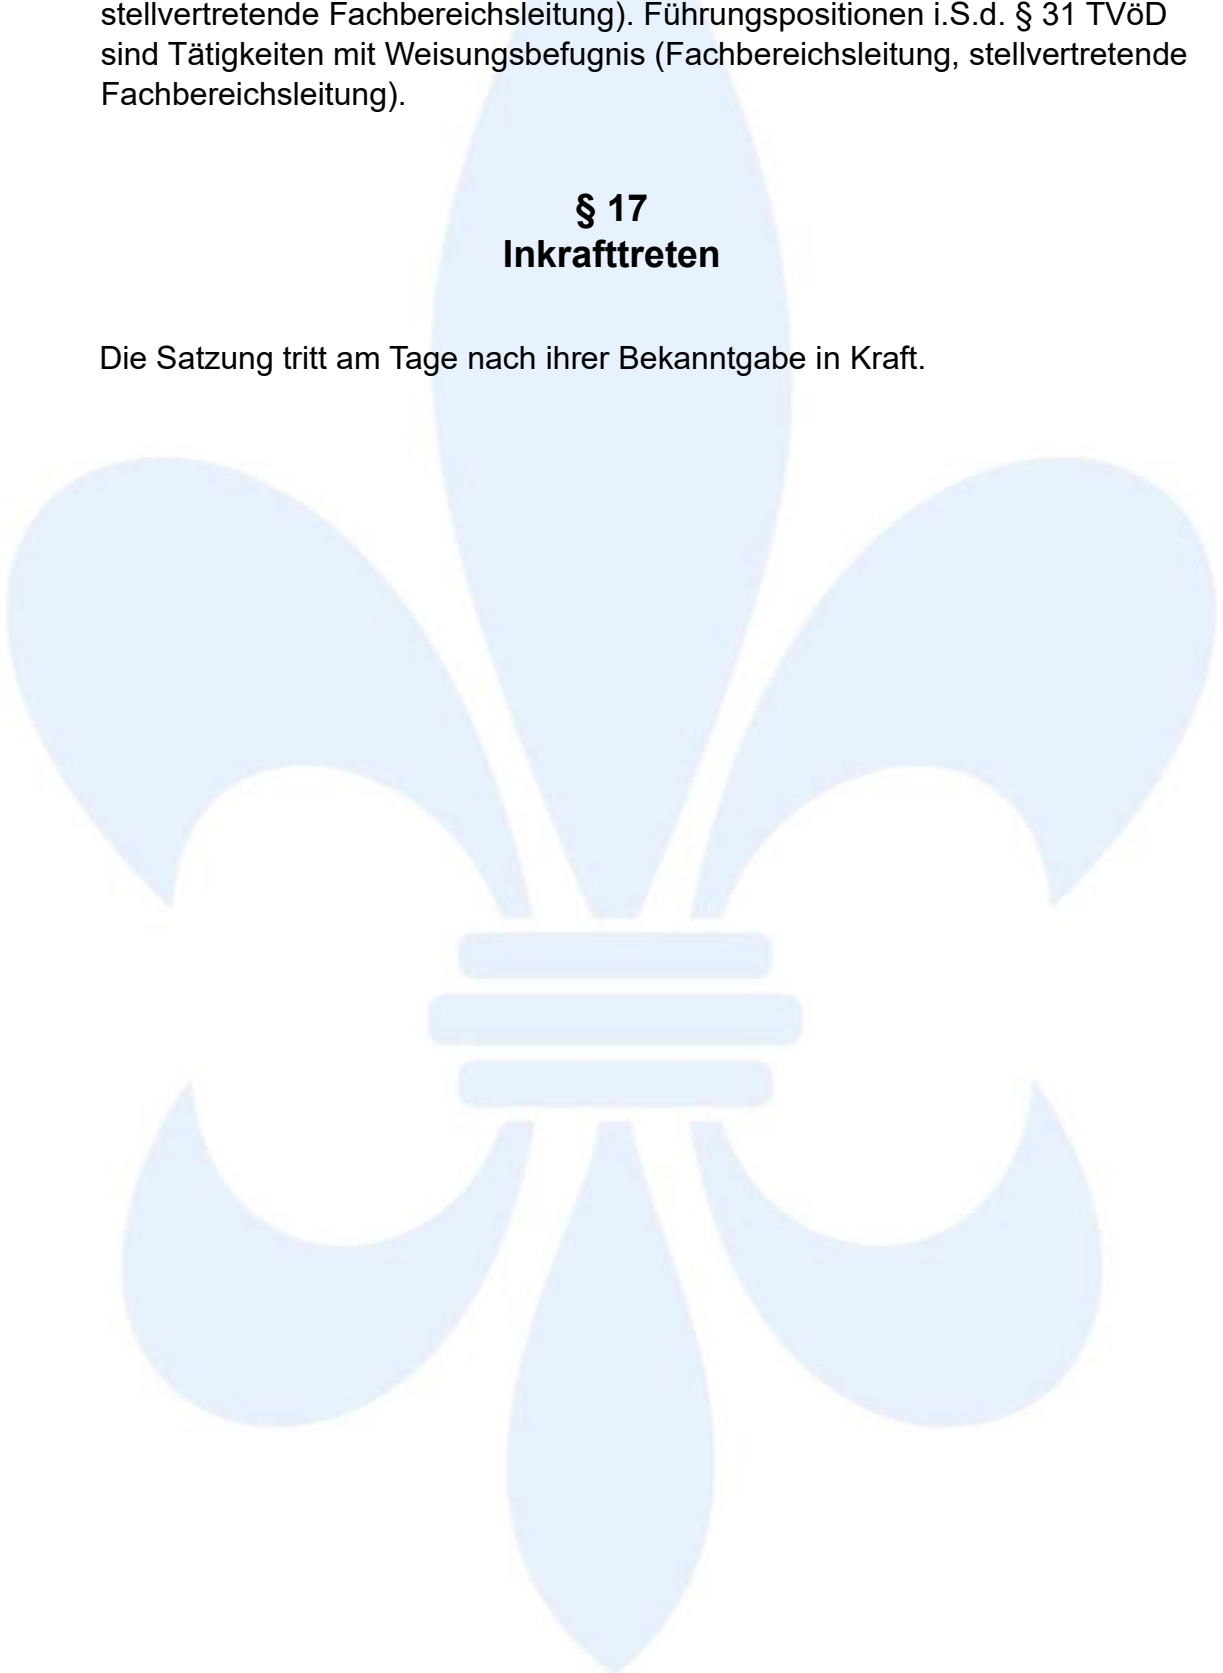 stellvertretende Fachbereichsleitung). Führungspositionen i.S.d. § 31 TVöD
sind Tätigkeiten mit Weisungsbefugnis (Fachbereichsleitung, stellvertretende
Fachbereichsleitung).
§ 17
Inkrafttreten
Die Satzung tritt am Tage nach ihrer Bekanntgabe in Kraft.